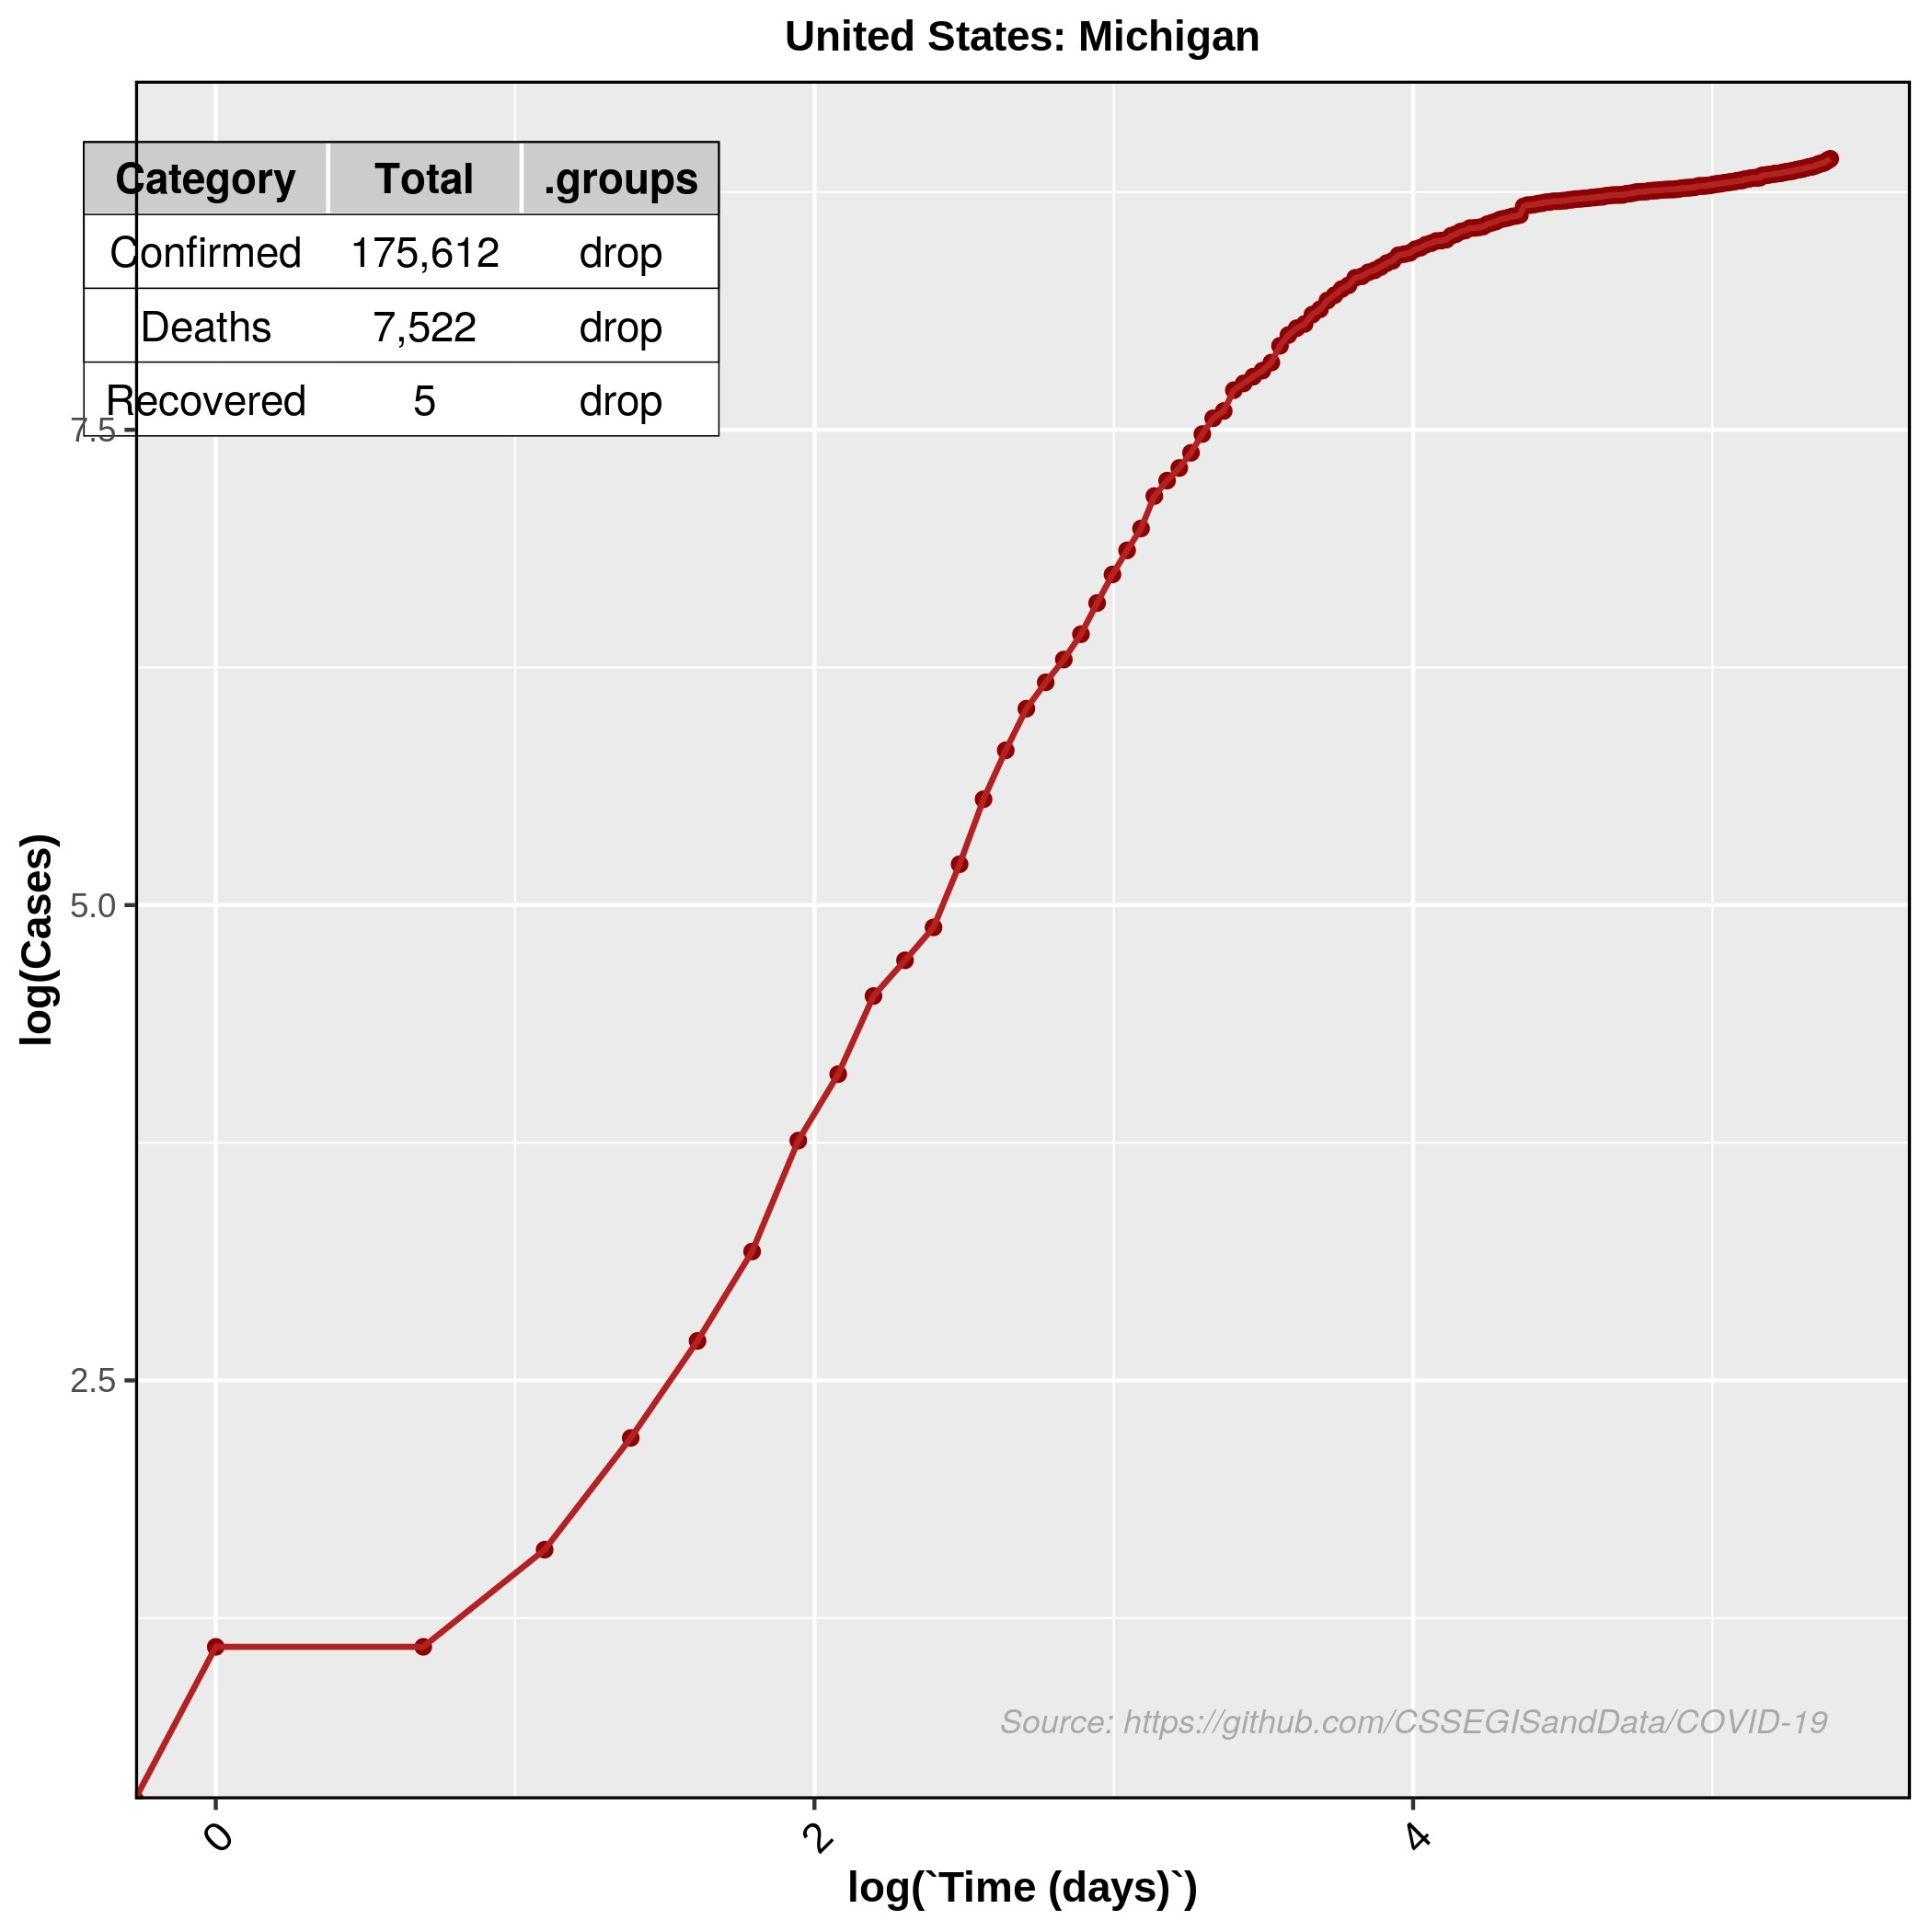 United States: Michigan
Category Total .groups
Confirmed 175,612 drop
Deaths 7,522 drop
Recovered 5 drop
7.5
5.0
2.5
log(Cases)
Source: https://github.com/CSSEGISandData/COVID-19
0 2 4
log(`Time (days)`)